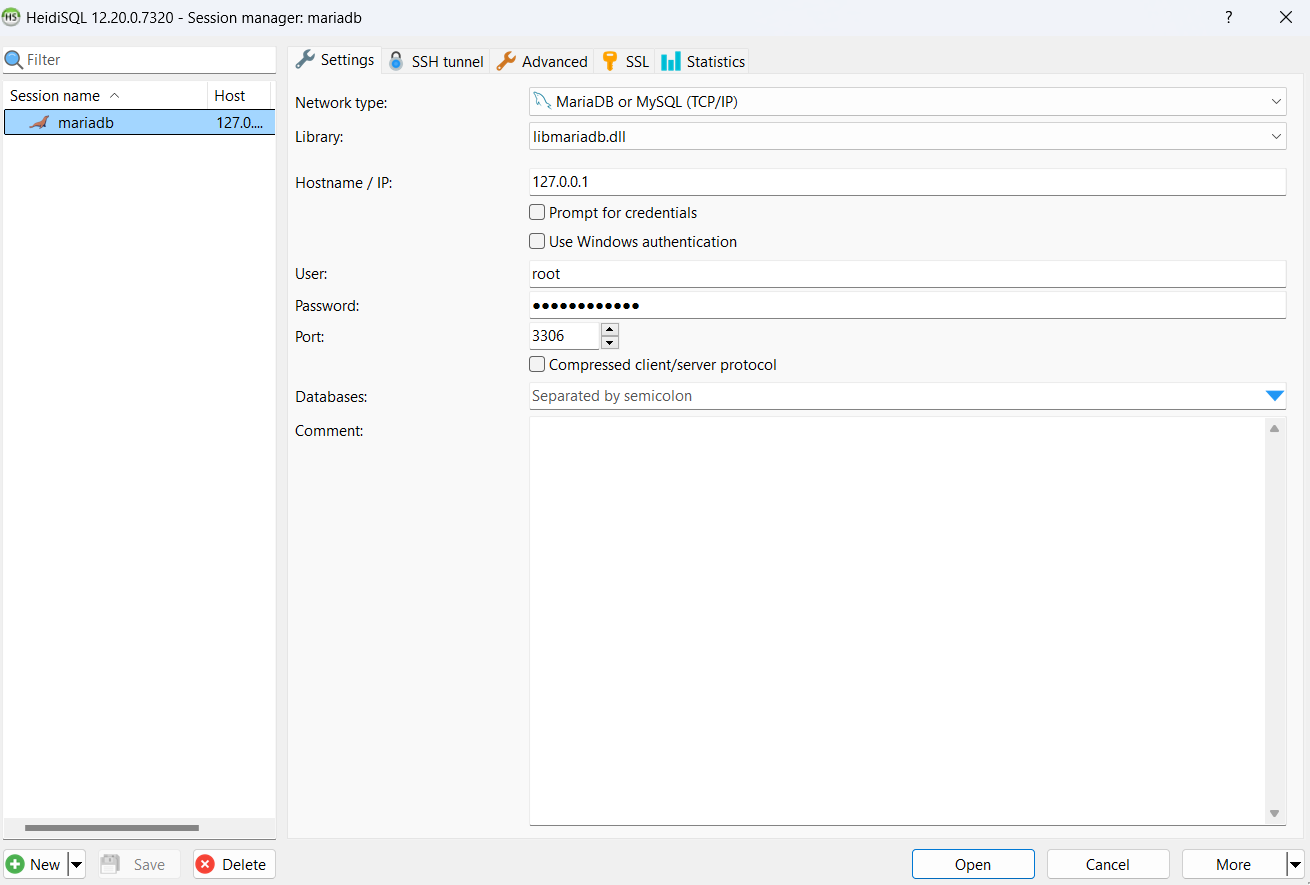 HS HeidiSQL 12.20.0.7320 - Session manager: mariadb ?
Filter
Session name Host
mariadb 127.0....
Settings SSH tunnel Advanced SSL Statistics
Network type: MariaDB or MySQL (TCP/IP)
Library: libmariadb.dll
Hostname / IP: 127.0.0.1
Prompt for credentials
Use Windows authentication
User: root
Password: ●●●●●●●●●●●●
Port: 3306
Compressed client/server protocol
Databases: Separated by semicolon
Comment:
New Save Delete Open Cancel More